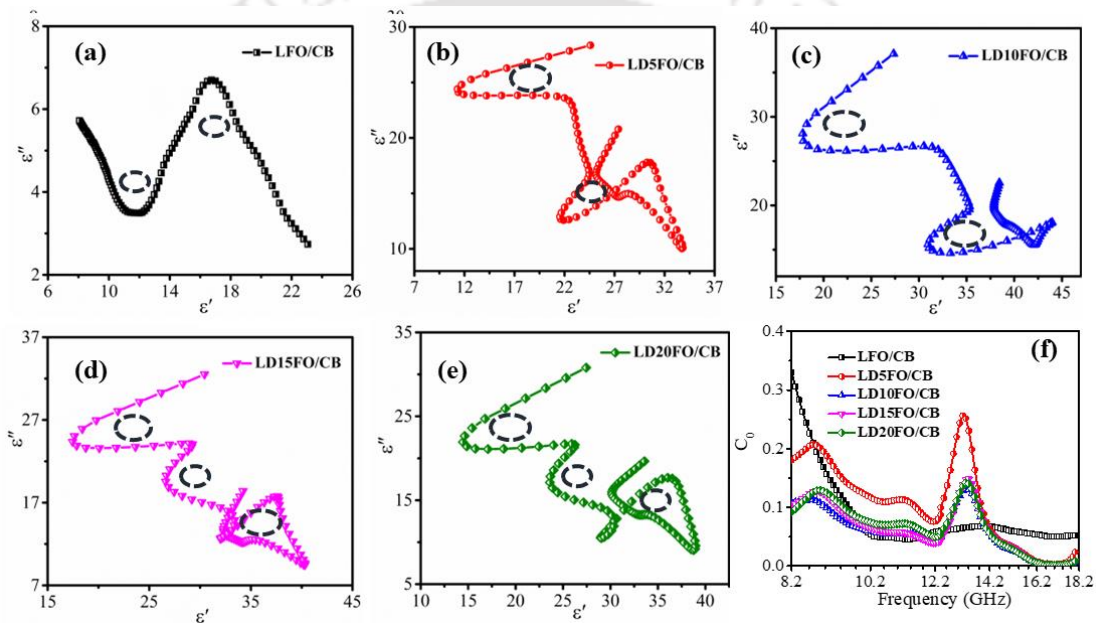 (a)
LFO/CB
8
6
4
2
ε″
6 10 14 18 22 26
ε′
(b)
LD5FO/CB
40
30
20
10
ε″
7 12 17 22 27 32 37
ε′
(c)
LD10FO/CB
40
30
20
10
ε″
15 20 25 30 35 40 45
ε′
(d)
LD15FO/CB
37
27
17
7
ε″
15 25 35 45
ε′
(e)
LD20FO/CB
35
25
15
5
ε″
10 15 20 25 30 35 40
ε′
(f)
LFO/CB
LD5FO/CB
LD10FO/CB
LD15FO/CB
LD20FO/CB
0.4
0.3
0.2
0.1
0.0
C₀
8.2 10.2 12.2 14.2 16.2 18.2
Frequency (GHz)